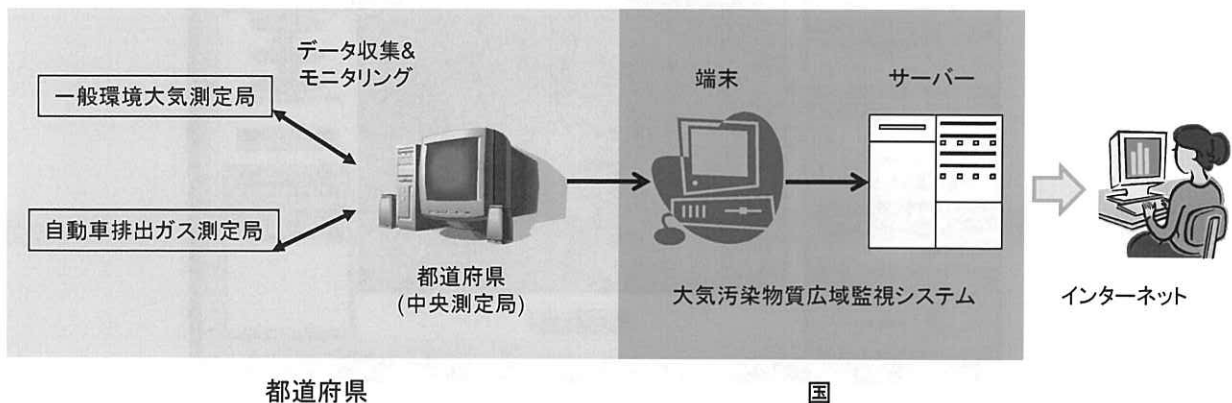 データ収集&
モニタリング
一般環境大気測定局
自動車排出ガス測定局
都道府県
(中央測定局)
端末
サーバー
大気汚染物質広域監視システム
インターネット
都道府県
国